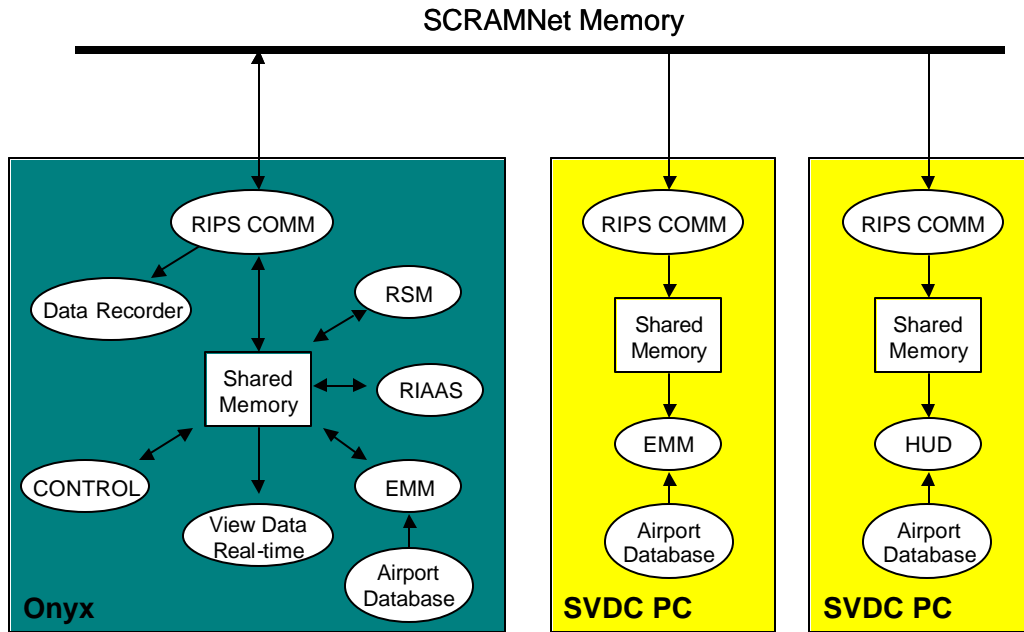 SCRAMNet Memory
RIPS COMM
Data Recorder
RSM
Shared
Memory
RIAAS
CONTROL
EMM
View Data
Real-time
Airport
Database
Onyx
RIPS COMM
Shared
Memory
EMM
Airport
Database
SVDC PC
RIPS COMM
Shared
Memory
HUD
Airport
Database
SVDC PC